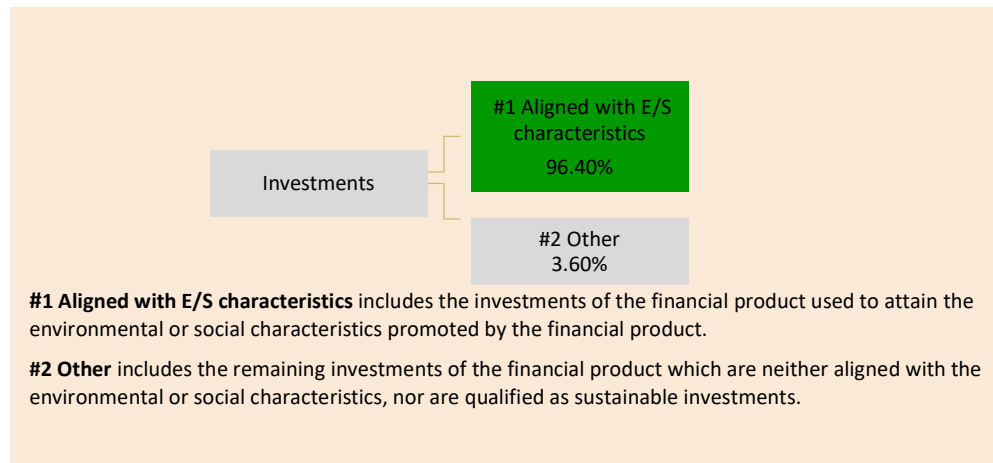 #1 Aligned with E/S
characteristics
96.40%
Investments
#2 Other
3.60%
#1 Aligned with E/S characteristics includes the investments of the financial product used to attain the
environmental or social characteristics promoted by the financial product.
#2 Other includes the remaining investments of the financial product which are neither aligned with the
environmental or social characteristics, nor are qualified as sustainable investments.